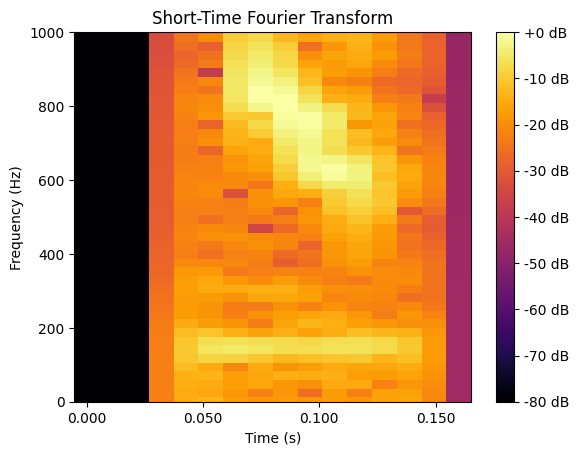 Short-Time Fourier Transform
1000
800
600
400
200
0
Frequency (Hz)
0.000
0.050
0.100
0.150
Time (s)
+0 dB
-10 dB
-20 dB
-30 dB
-40 dB
-50 dB
-60 dB
-70 dB
-80 dB